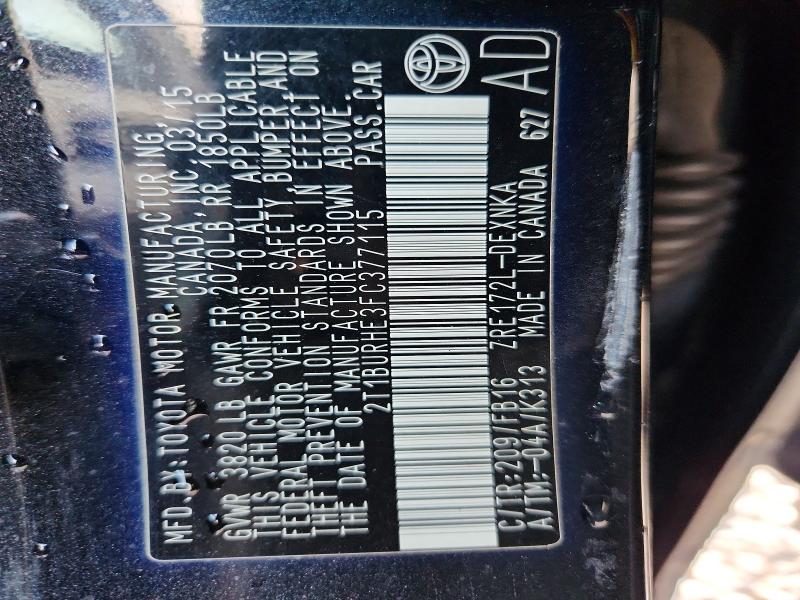 MFD.BY:TOYOTA MOTOR MANUFACTURING
CANADA, INC. 03/15
GVWR 3820LB GAWR FR 2070LB RR 1850LB
THIS VEHICLE CONFORMS TO ALL APPLICABLE
FEDERAL MOTOR VEHICLE SAFETY, BUMPER AND
THEFT PREVENTION STANDARDS IN EFFECT ON
THE DATE OF MANUFACTURE SHOWN ABOVE.
2T1BURHE3FC377115 PASS.CAR
C/TR:209/FB16 ZRE172L-DEXNKA
A/TM:-04A/K313 MADE IN CANADA 627 AD